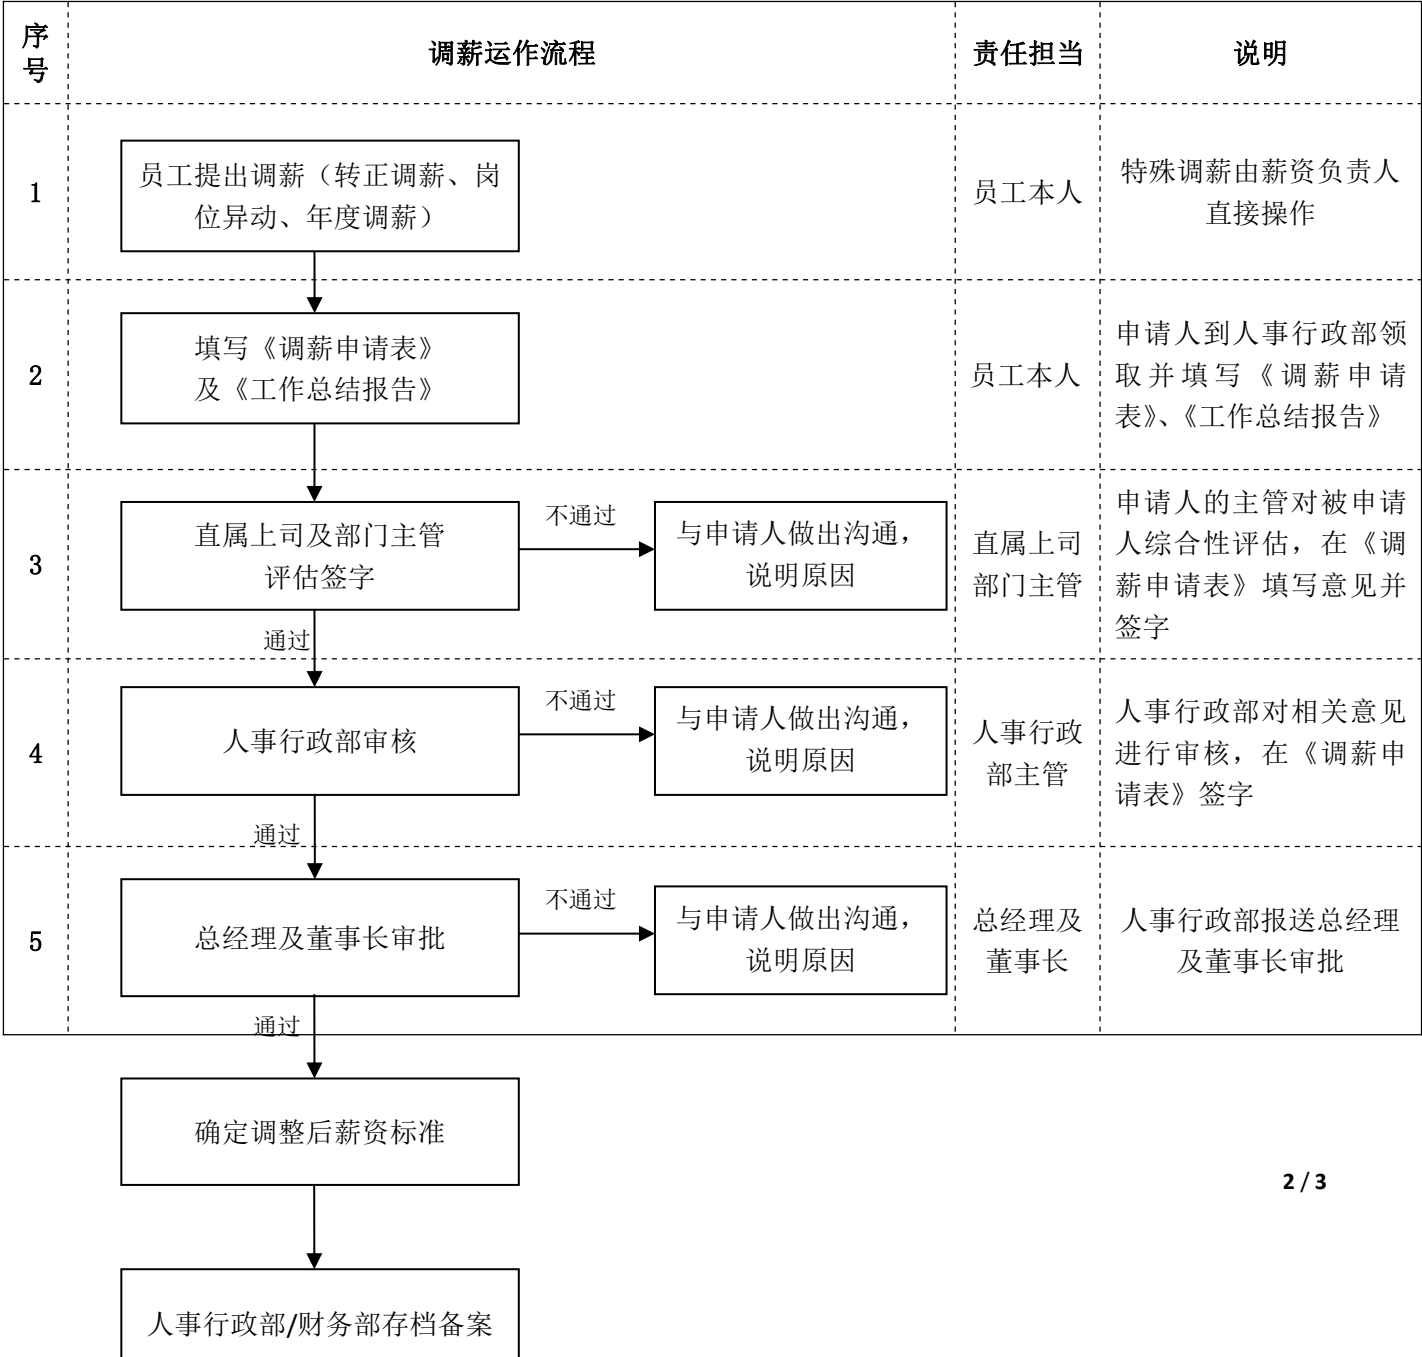 序
号
调薪运作流程
责任担当
说明
1
员工提出调薪（转正调薪、岗
位异动、年度调薪）
员工本人
特殊调薪由薪资负责人
直接操作
2
填写《调薪申请表》
及《工作总结报告》
员工本人
申请人到人事行政部领
取并填写《调薪申请
表》、《工作总结报告》
3
直属上司及部门主管
评估签字
不通过
与申请人做出沟通，
说明原因
直属上司
部门主管
申请人的主管对被申请
人综合性评估，在《调
薪申请表》填写意见并
签字
通过
4
人事行政部审核
不通过
与申请人做出沟通，
说明原因
人事行政
部主管
人事行政部对相关意见
进行审核，在《调薪申
请表》签字
通过
5
总经理及董事长审批
不通过
与申请人做出沟通，
说明原因
总经理及
董事长
人事行政部报送总经理
及董事长审批
通过
确定调整后薪资标准
2 / 3
人事行政部/财务部存档备案